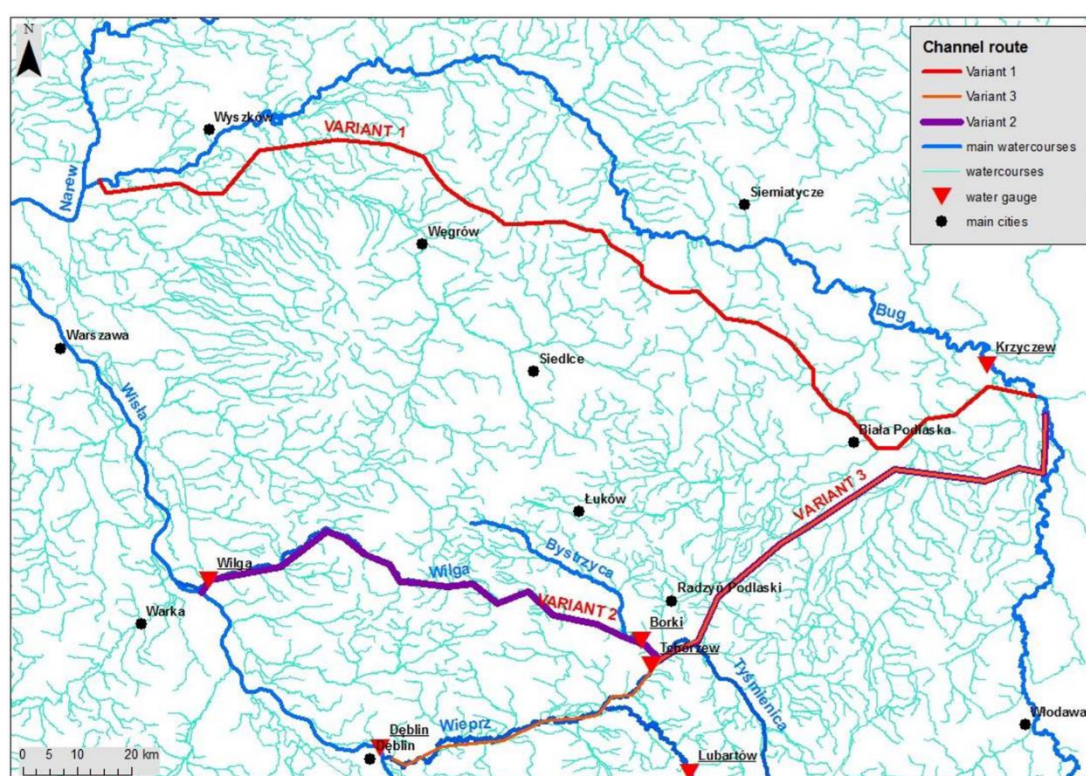 N
Channel route
Variant 1
Variant 3
Variant 2
main watercourses
watercourses
water gauge
main cities
Wyszków
VARIANT 1
Narew
Siemiatycze
Węgrów
Bug
Warszawa
Krzyczew
Siedlce
Wisła
Biała Podlaska
VARIANT 3
Łuków
Bystrzyca
Wilga
Wilga
Radzyń Podlaski
VARIANT 2
Warka
Borki
Tchórzew
Tyśmienica
Włodawa
Wieprz
Dęblin
Dęblin
Lubartów
0 5 10 20 km